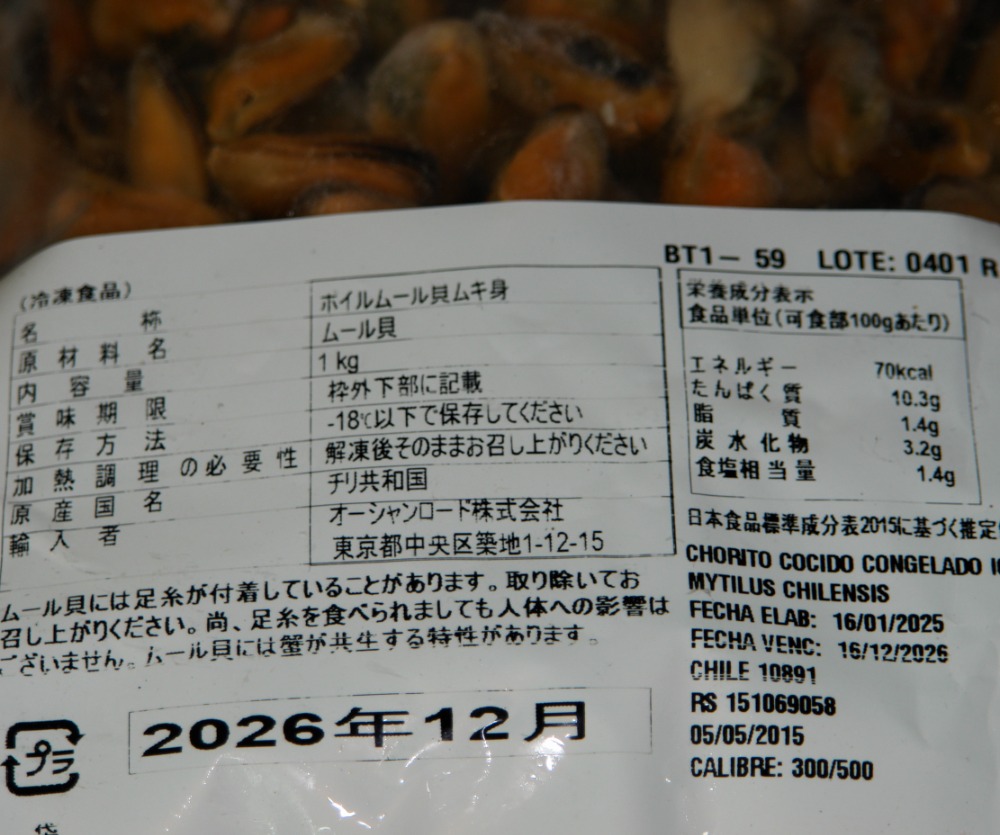 BT1— 59 LOTE: 0401 R
(冷凍食品)
名称 ボイルムール貝ムキ身
原材料名 ムール貝
内容量 1 kg
賞味期限 枠外下部に記載
保存方法 -18℃以下で保存してください
加熱調理の必要性 解凍後そのままお召し上がりください
原産国名 チリ共和国
輸入者 オーシャンロード株式会社
東京都中央区築地1-12-15
栄養成分表示
食品単位(可食部100gあたり)
エネルギー 70kcal
たんぱく質 10.3g
脂質 1.4g
炭水化物 3.2g
食塩相当量 1.4g
日本食品標準成分表2015に基づく推定
ムール貝には足糸が付着していることがあります。取り除いてお
召し上がりください。尚、足糸を食べられましても人体への影響は
ございません。ムール貝には蟹が共生する特性があります。
CHORITO COCIDO CONGELADO
MYTILUS CHILENSIS
FECHA ELAB: 16/01/2025
FECHA VENC: 16/12/2026
CHILE 10891
RS 151069058
05/05/2015
CALIBRE: 300/500
2026年12月
プラ
袋